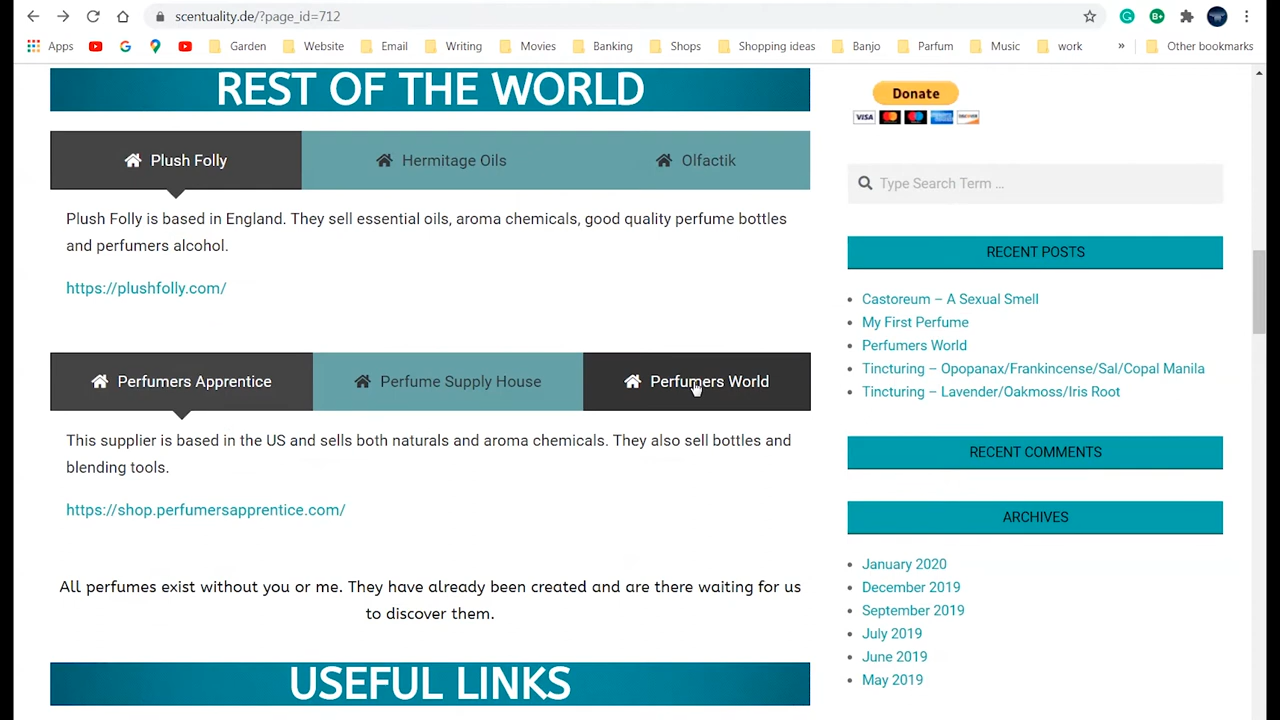 scentuality.de/?page_id=712
Apps
Garden
Website
Email
Writing
Movies
Banking
Shops
Shopping ideas
Banjo
Parfum
Music
work
»
Other bookmarks
REST OF THE WORLD
Plush Folly
Hermitage Oils
Olfactik
Plush Folly is based in England. They sell essential oils, aroma chemicals, good quality perfume bottles
and perfumers alcohol.
https://plushfolly.com/
Perfumers Apprentice
Perfume Supply House
Perfumers World
This supplier is based in the US and sells both naturals and aroma chemicals. They also sell bottles and
blending tools.
https://shop.perfumersapprentice.com/
All perfumes exist without you or me. They have already been created and are there waiting for us
to discover them.
USEFUL LINKS
Donate
VISA
Type Search Term …
RECENT POSTS
Castoreum – A Sexual Smell
My First Perfume
Perfumers World
Tincturing – Opopanax/Frankincense/Sal/Copal Manila
Tincturing – Lavender/Oakmoss/Iris Root
RECENT COMMENTS
ARCHIVES
January 2020
December 2019
September 2019
July 2019
June 2019
May 2019